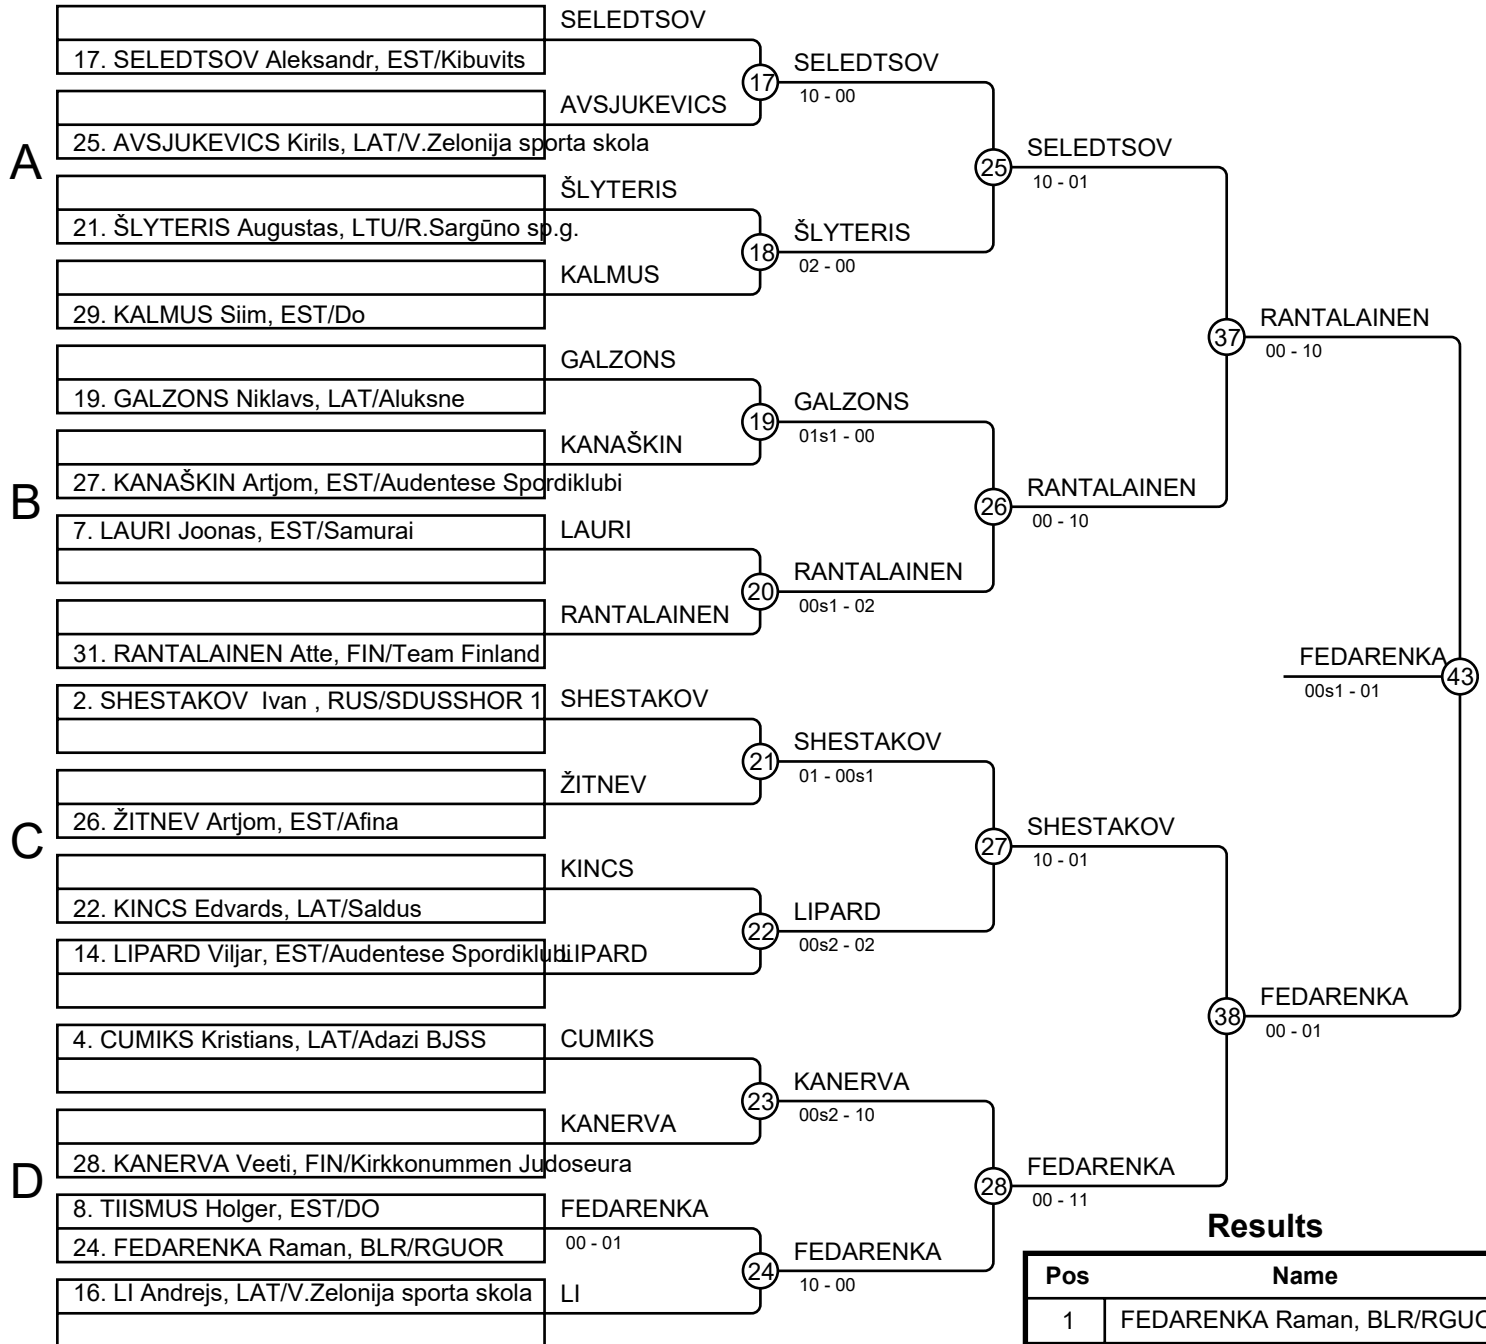 SELEDTSOV
17. SELEDTSOV Aleksandr, EST/Kibuvits
17
SELEDTSOV
10 - 00
AVSJUKEVICS
25. AVSJUKEVICS Kirils, LAT/V.Zelonija sporta skola
A
25
SELEDTSOV
10 - 01
ŠLYTERIS
21. ŠLYTERIS Augustas, LTU/R.Sargūno sp.g.
18
ŠLYTERIS
02 - 00
KALMUS
29. KALMUS Siim, EST/Do
37
RANTALAINEN
00 - 10
GALZONS
19. GALZONS Niklavs, LAT/Aluksne
19
GALZONS
01s1 - 00
KANAŠKIN
27. KANAŠKIN Artjom, EST/Audentese Spordiklubi
B
26
RANTALAINEN
00 - 10
7. LAURI Joonas, EST/Samurai
LAURI
20
RANTALAINEN
00s1 - 02
RANTALAINEN
31. RANTALAINEN Atte, FIN/Team Finland
FEDARENKA
43
00s1 - 01
2. SHESTAKOV Ivan , RUS/SDUSSHOR 1
SHESTAKOV
21
SHESTAKOV
01 - 00s1
ŽITNEV
26. ŽITNEV Artjom, EST/Afina
C
27
SHESTAKOV
10 - 01
KINCS
22. KINCS Edvards, LAT/Saldus
22
LIPARD
00s2 - 02
14. LIPARD Viljar, EST/Audentese Spordiklubi
LIPARD
38
FEDARENKA
00 - 01
4. CUMIKS Kristians, LAT/Adazi BJSS
CUMIKS
23
KANERVA
00s2 - 10
KANERVA
28. KANERVA Veeti, FIN/Kirkkonummen Judoseura
D
28
FEDARENKA
00 - 11
8. TIISMUS Holger, EST/DO
FEDARENKA
24. FEDARENKA Raman, BLR/RGUOR
00 - 01
24
FEDARENKA
10 - 00
16. LI Andrejs, LAT/V.Zelonija sporta skola
LI
Results
Pos Name
1 FEDARENKA Raman, BLR/RGUO